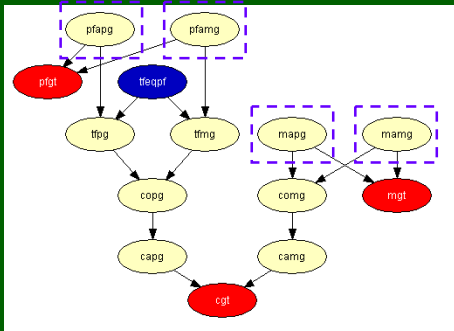 pfapg
pfamg
pfgt
tfeqpf
tfpg
tfmg
mapg
mamg
copg
comg
mgt
capg
camg
cgt